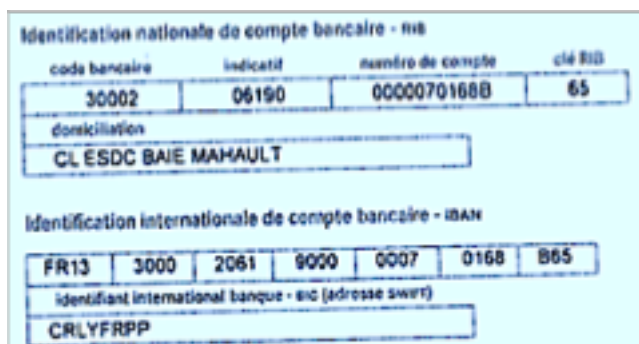 Identification nationale de compte bancaire - RIB
code bancaire indicatif numéro de compte clé RIB
30002 06190 0000070168B 65
domiciliation
CL ESDC BAIE MAHAULT
Identification internationale de compte bancaire - IBAN
FR13 3000 2061 9000 0007 0168 B65
identifiant international banque - BIC (adresse SWIFT)
CRLYFRPP